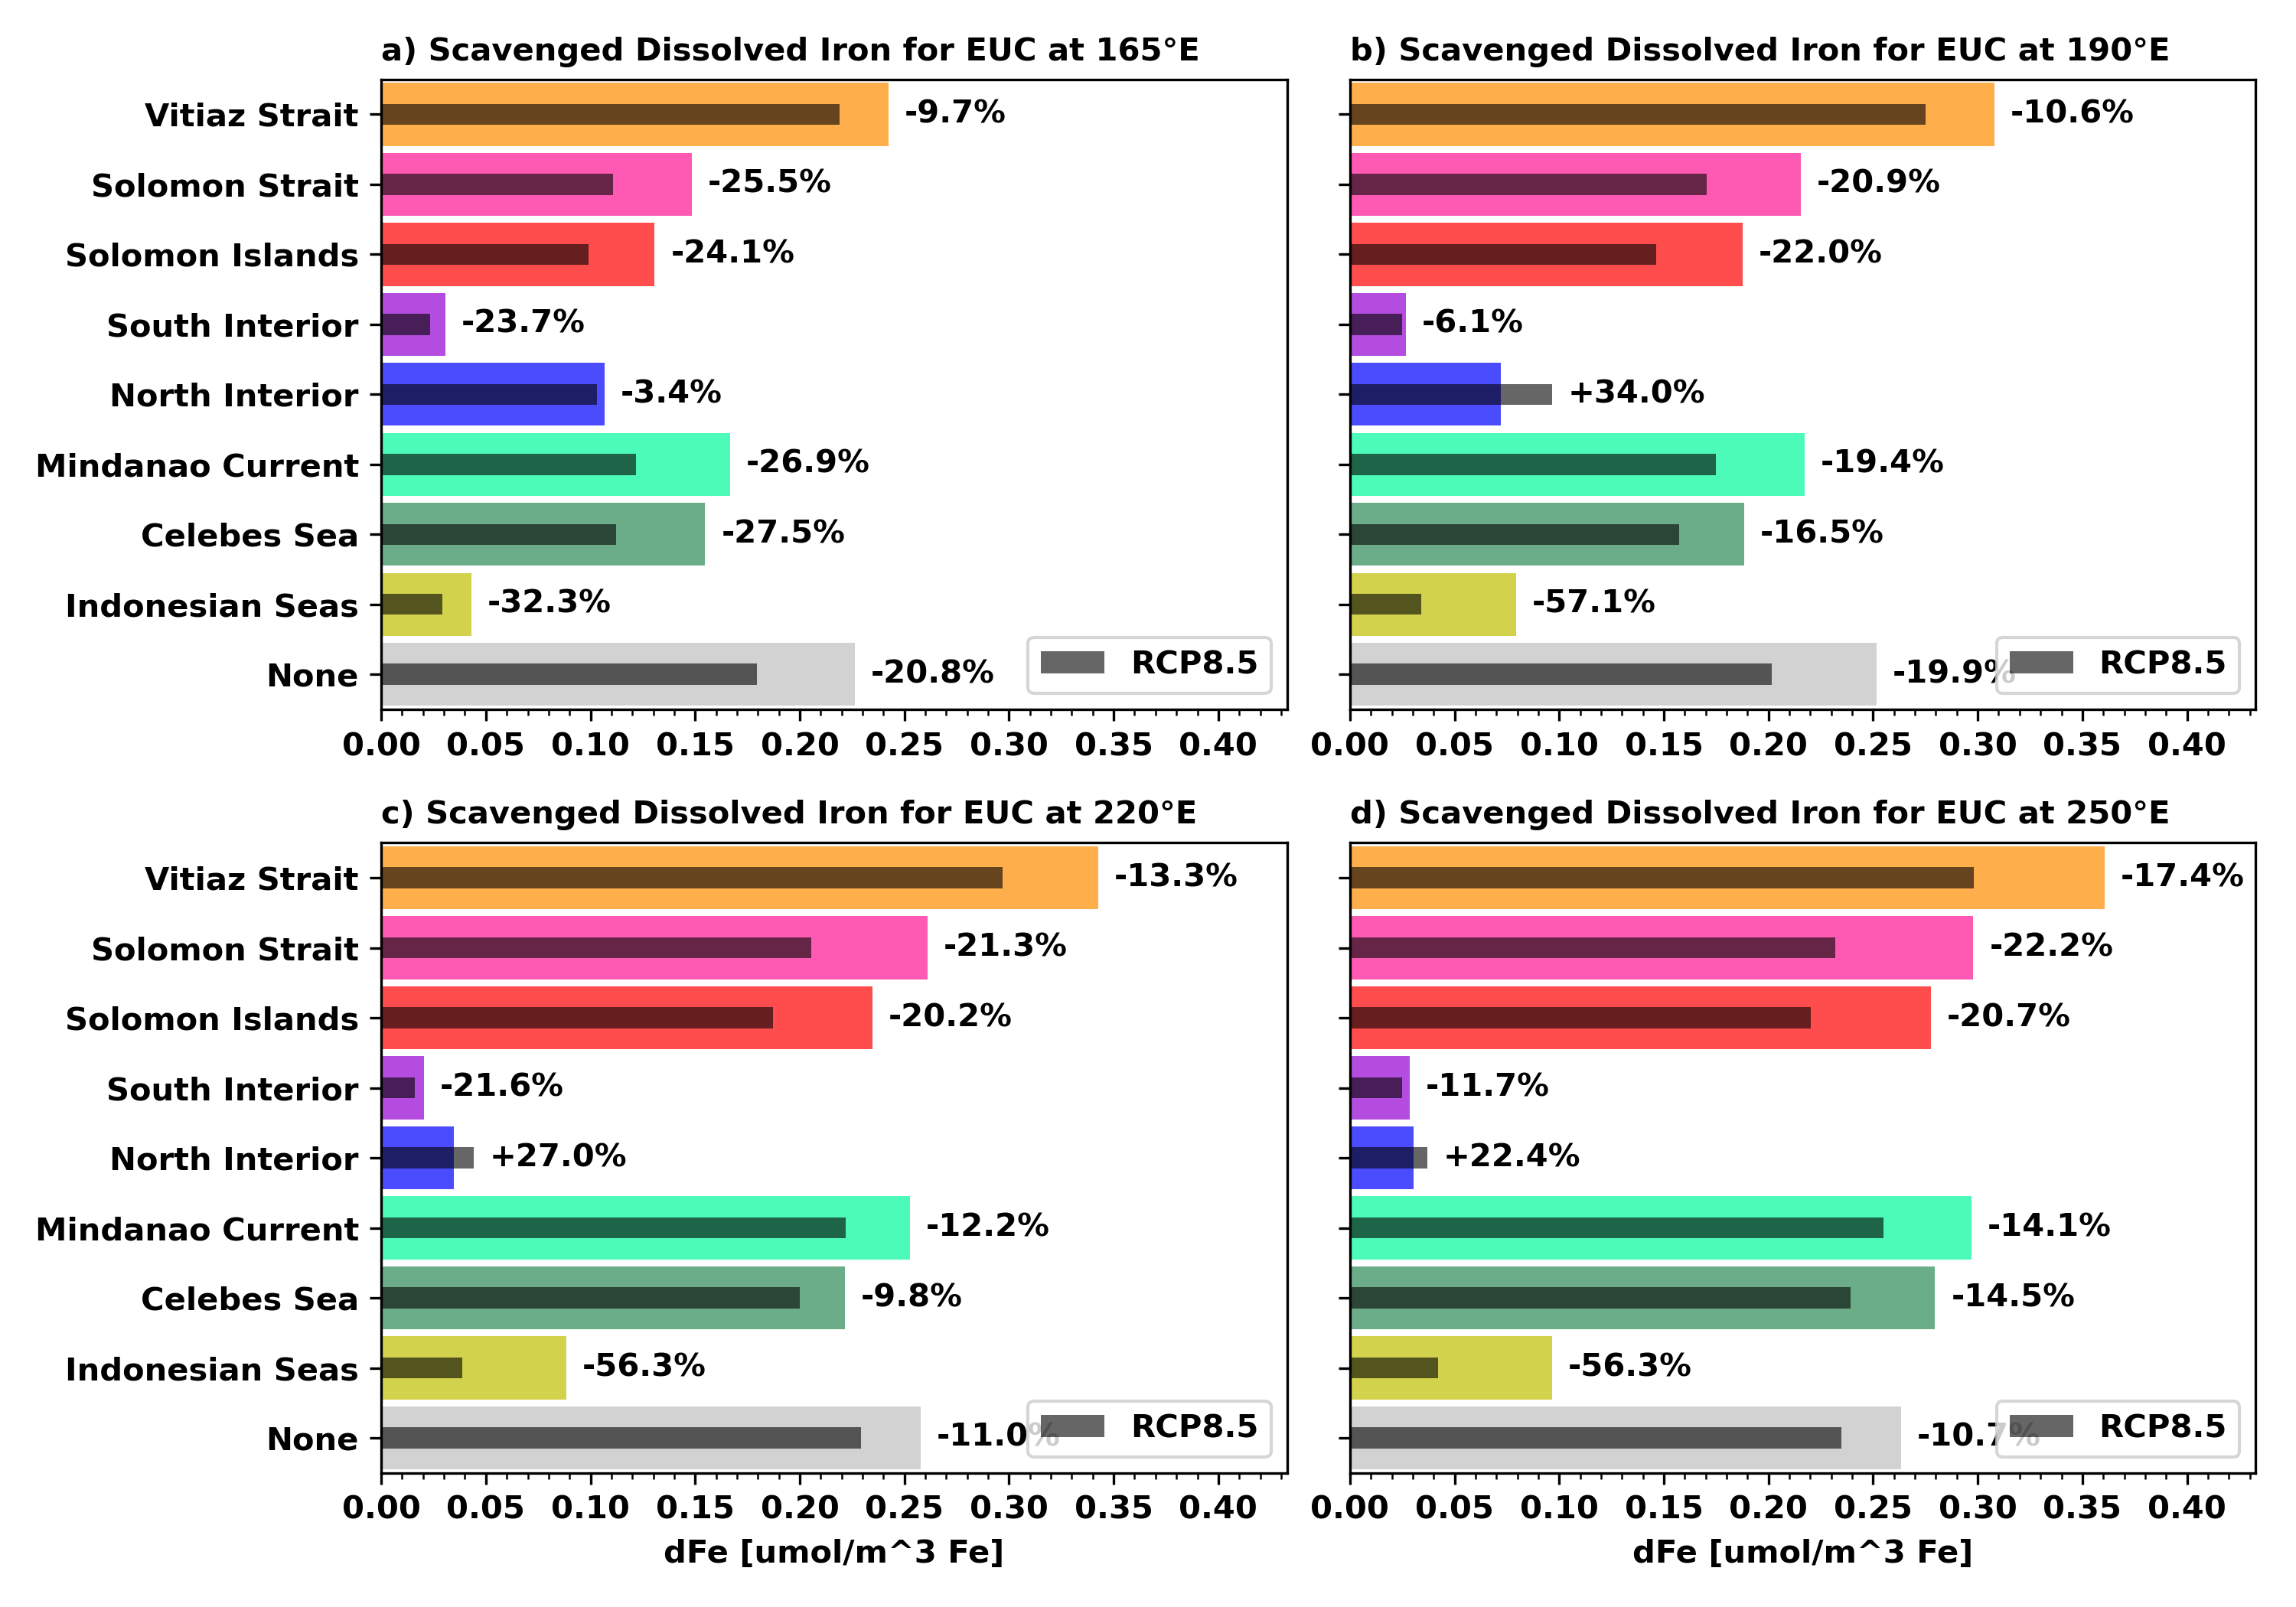 a) Scavenged Dissolved Iron for EUC at 165°E
Vitiaz Strait
-9.7%
Solomon Strait
-25.5%
Solomon Islands
-24.1%
South Interior
-23.7%
North Interior
-3.4%
Mindanao Current
-26.9%
Celebes Sea
-27.5%
Indonesian Seas
-32.3%
None
-20.8%
RCP8.5
0.00 0.05 0.10 0.15 0.20 0.25 0.30 0.35 0.40
b) Scavenged Dissolved Iron for EUC at 190°E
-10.6%
-20.9%
-22.0%
-6.1%
+34.0%
-19.4%
-16.5%
-57.1%
-19.9%
RCP8.5
0.00 0.05 0.10 0.15 0.20 0.25 0.30 0.35 0.40
c) Scavenged Dissolved Iron for EUC at 220°E
Vitiaz Strait
-13.3%
Solomon Strait
-21.3%
Solomon Islands
-20.2%
South Interior
-21.6%
North Interior
+27.0%
Mindanao Current
-12.2%
Celebes Sea
-9.8%
Indonesian Seas
-56.3%
None
-11.0%
RCP8.5
0.00 0.05 0.10 0.15 0.20 0.25 0.30 0.35 0.40
dFe [umol/m^3 Fe]
d) Scavenged Dissolved Iron for EUC at 250°E
-17.4%
-22.2%
-20.7%
-11.7%
+22.4%
-14.1%
-14.5%
-56.3%
-10.7%
RCP8.5
0.00 0.05 0.10 0.15 0.20 0.25 0.30 0.35 0.40
dFe [umol/m^3 Fe]